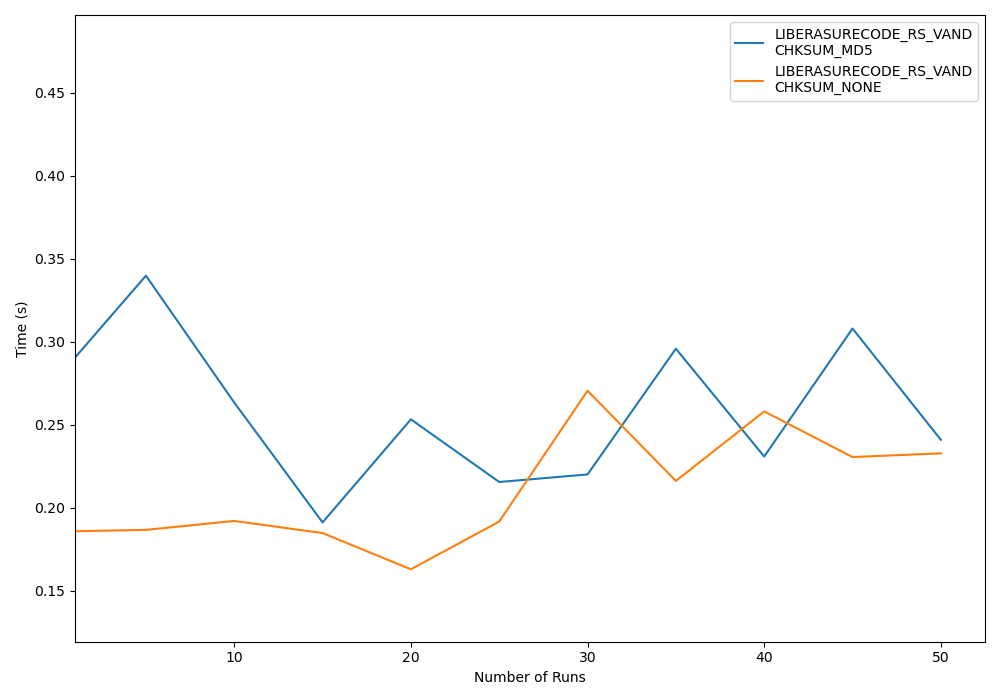 LIBERASURECODE_RS_VAND
CHKSUM_MD5
LIBERASURECODE_RS_VAND
CHKSUM_NONE
0.45
0.40
0.35
0.30
0.25
0.20
0.15
Time (s)
10 20 30 40 50
Number of Runs